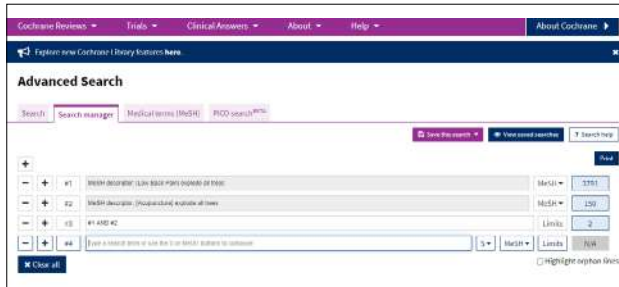 Cochrane Reviews Trials Clinical Answers About Help About Cochrane
Explore new Cochrane Library features here.
Advanced Search
Search Search manager Medical terms (MeSH) PICO search BETA
Save this search View saved searches ? Search help
Print
+
- + #1 MeSH descriptor: [Low Back Pain] explode all trees MeSH
- + #2 MeSH descriptor: [Acupuncture] explode all trees MeSH 150
- + #3 #1 AND #2 Limits 2
- + #4 Type a search term or use the S or MeSH buttons to compose S MeSH Limits N/A
Clear all Highlight orphan lines